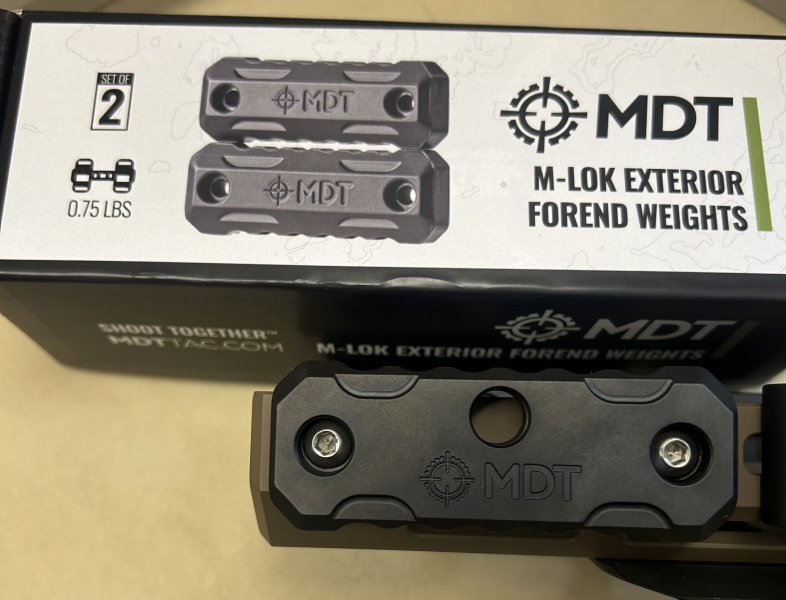 SET OF
2
0.75 LBS
MDT
MDT
MDT
M-LOK EXTERIOR
FOREND WEIGHTS
SHOOT TOGETHER™
MDTTAC.COM
MDT
M-LOK EXTERIOR FOREND WEIGHTS
MDT